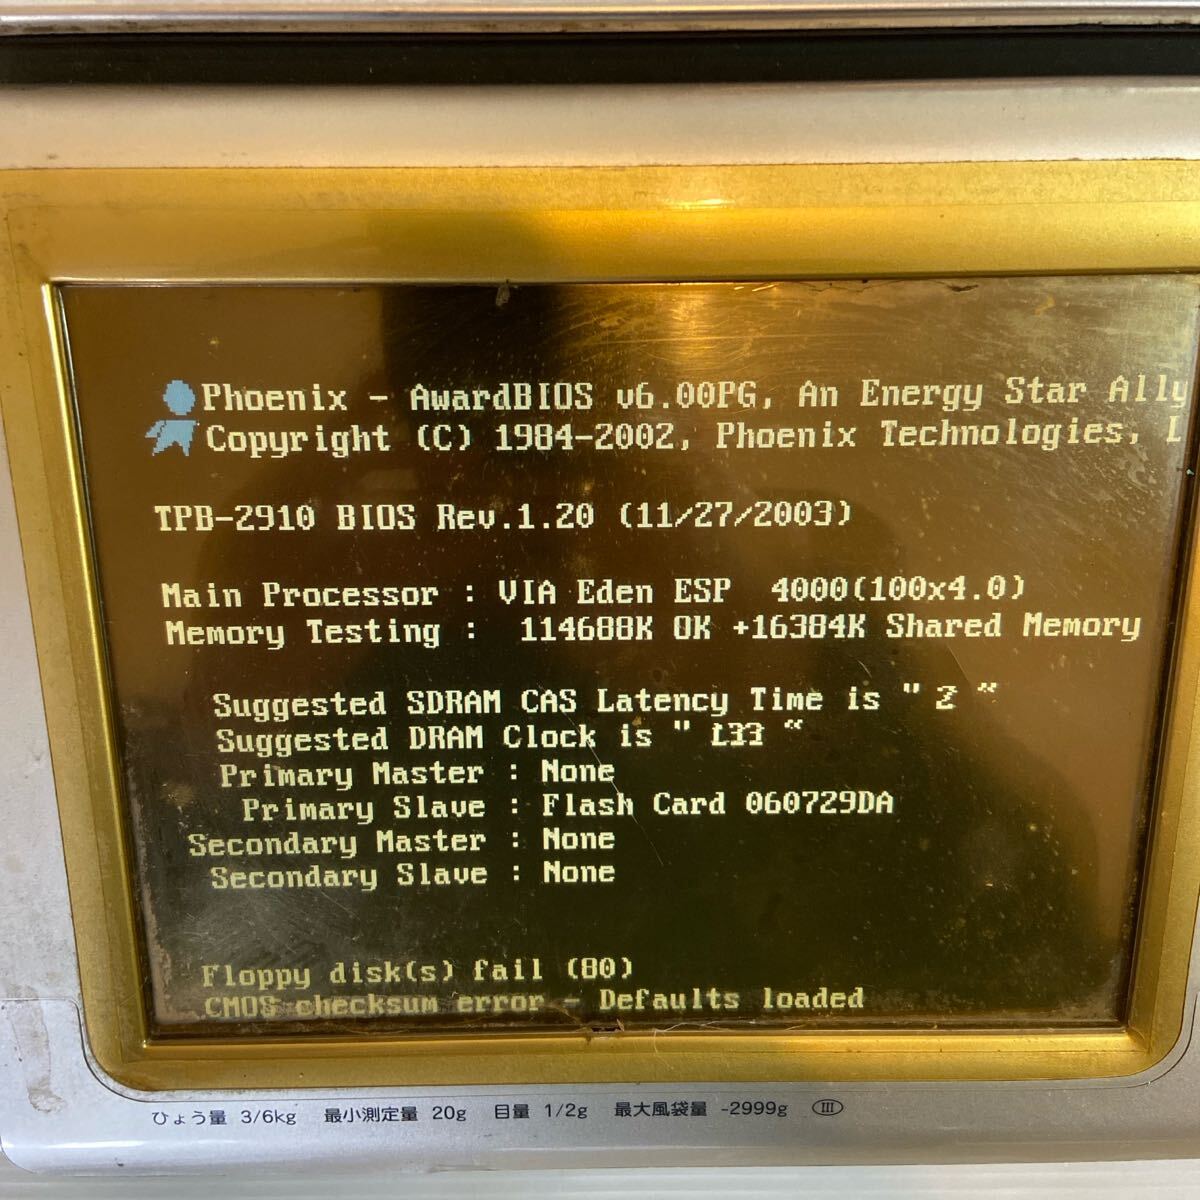 Phoenix - AwardBIOS v6.00PG, An Energy Star Ally
Copyright (C) 1984-2002, Phoenix Technologies, L
TPB-2910 BIOS Rev.1.20 (11/27/2003)
Main Processor : VIA Eden ESP 4000(100x4.0)
Memory Testing : 114688K OK +16384K Shared Memory
Suggested SDRAM CAS Latency Time is " 2 "
Suggested DRAM Clock is " 133 "
Primary Master : None
Primary Slave : Flash Card 060729DA
Secondary Master : None
Secondary Slave : None
Floppy disk(s) fail (80)
CMOS checksum error - Defaults loaded
ひょう量 3/6kg 最小測定量 20g 目量 1/2g 最大風袋量 -2999g Ⅲ